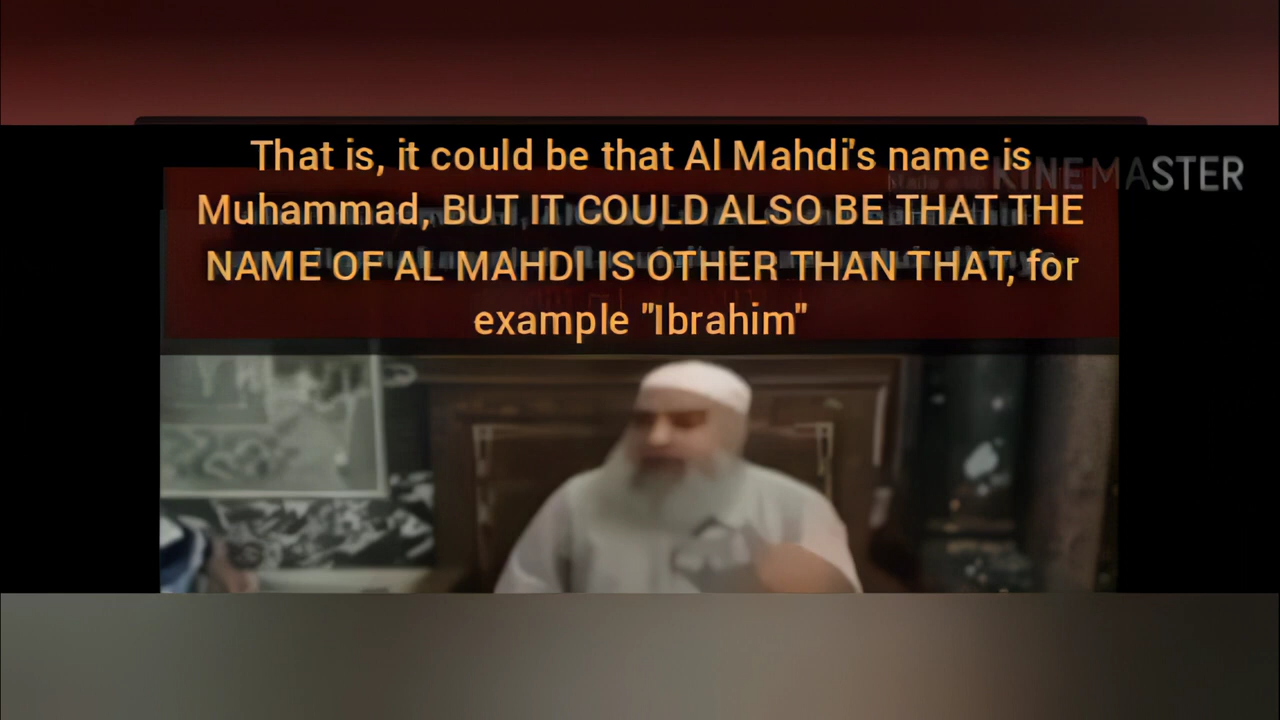 That is, it could be that Al Mahdi's name is
KINEMASTER
Muhammad, BUT IT COULD ALSO BE THAT THE
NAME OF AL MAHDI IS OTHER THAN THAT, for
example "Ibrahim"